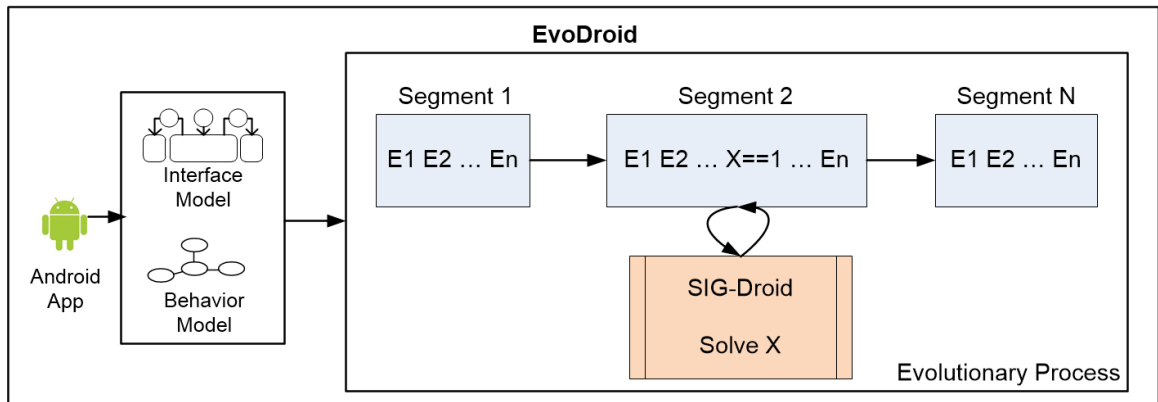 EvoDroid
Segment 1
Segment 2
Segment N
E1 E2 … En
E1 E2 … X==1 … En
E1 E2 … En
Interface
Model
Android
App
Behavior
Model
SIG-Droid
Solve X
Evolutionary Process